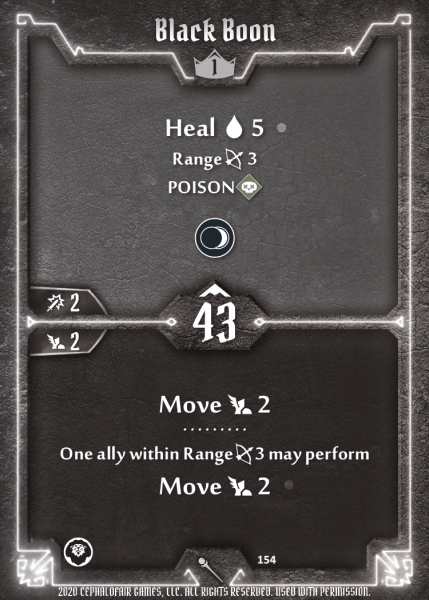 Black Boon
1
Heal 5
Range 3
POISON
2
43
2
Move 2
One ally within Range 3 may perform
Move 2
154
2020 CEPHALOFAIR GAMES, LLC. ALL RIGHTS RESERVED. USED WITH PERMISSION.